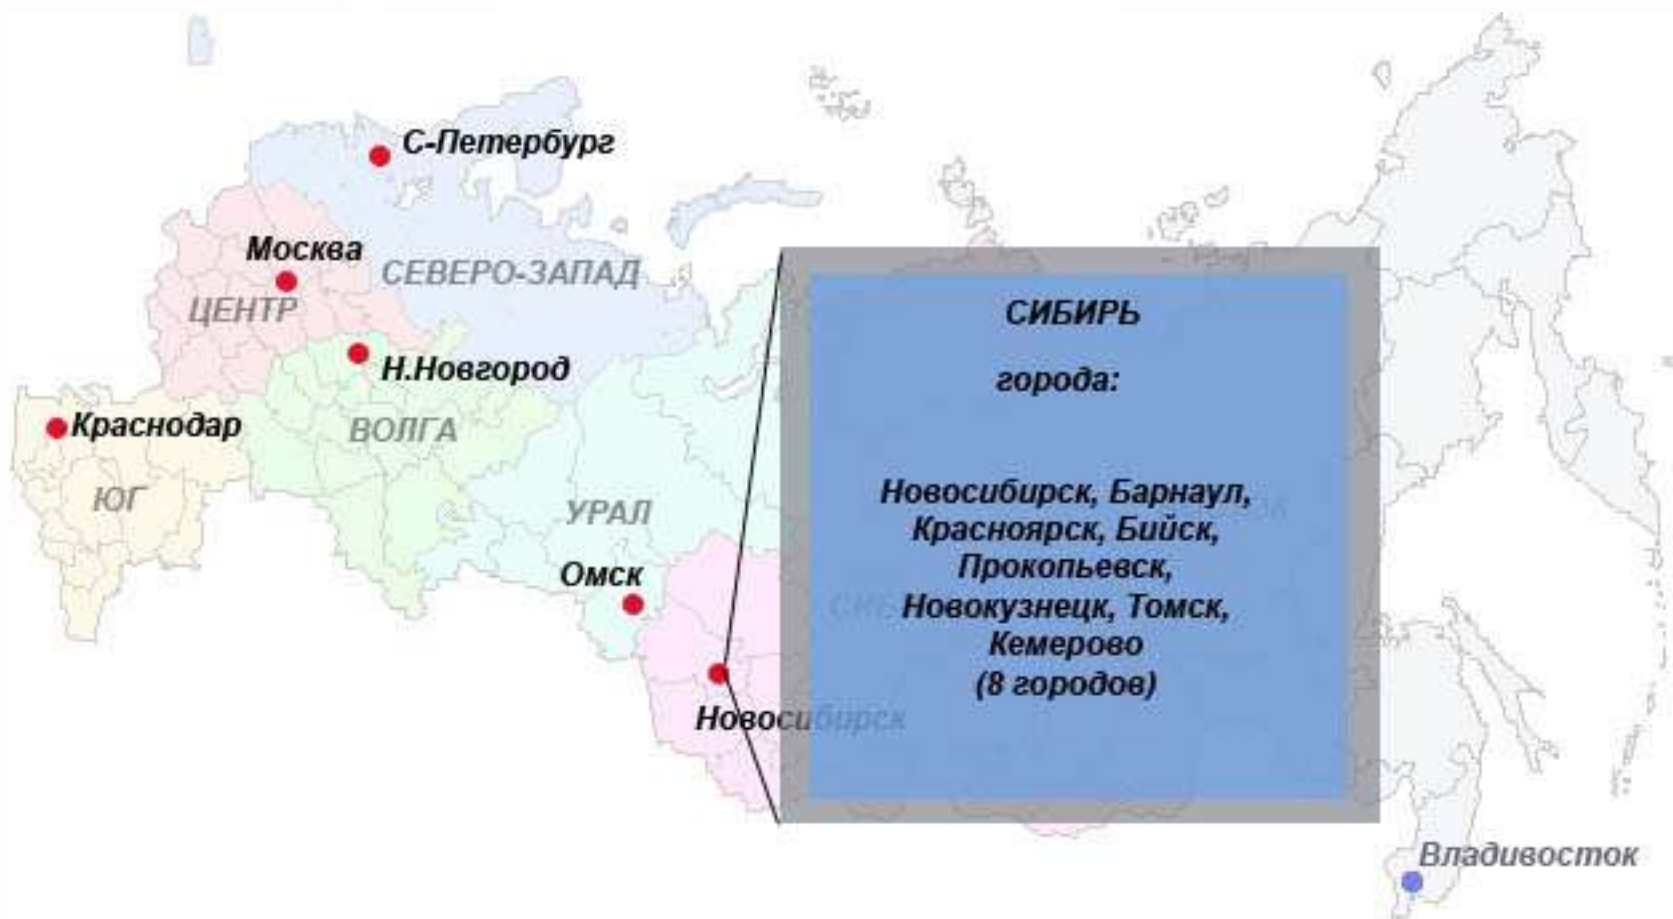 С-Петербург
Москва
СЕВЕРО-ЗАПАД
ЦЕНТР
Н.Новгород
Краснодар
ВОЛГА
ЮГ
УРАЛ
Омск
Новосибирск
СИБИРЬ
города:
Новосибирск, Барнаул,
Красноярск, Бийск,
Прокопьевск,
Новокузнецк, Томск,
Кемерово
(8 городов)
Владивосток